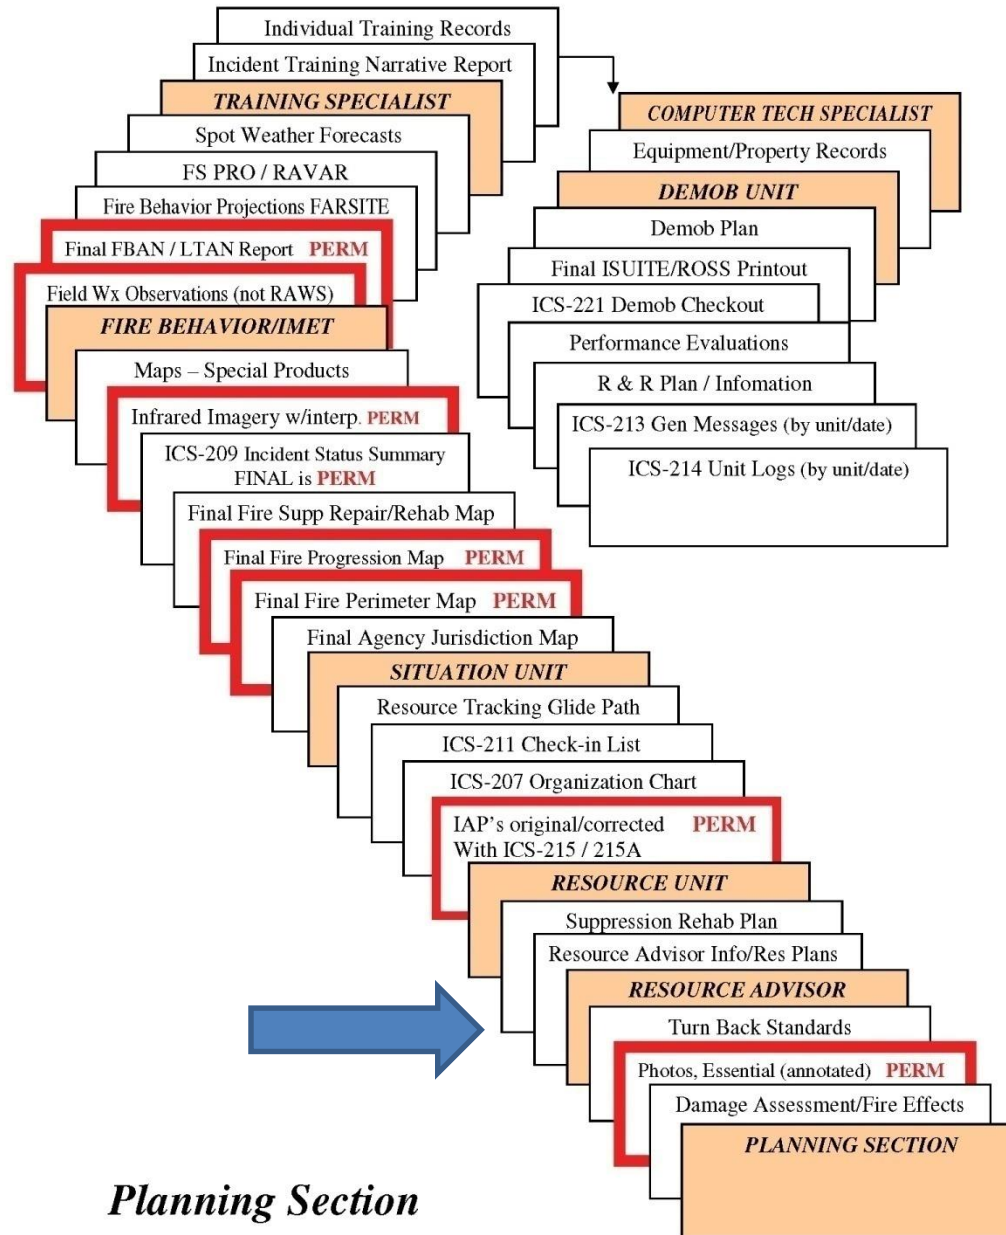 Individual Training Records
Incident Training Narrative Report
TRAINING SPECIALIST
Spot Weather Forecasts
FS PRO / RAVAR
Fire Behavior Projections FARSITE
Final FBAN / LTAN Report PERM
Field Wx Observations (not RAWS)
FIRE BEHAVIOR/IMET
Maps – Special Products
Infrared Imagery w/interp. PERM
ICS-209 Incident Status Summary
FINAL is PERM
Final Fire Supp Repair/Rehab Map
Final Fire Progression Map PERM
Final Fire Perimeter Map PERM
Final Agency Jurisdiction Map
SITUATION UNIT
Resource Tracking Glide Path
ICS-211 Check-in List
ICS-207 Organization Chart
IAP's original/corrected PERM
With ICS-215 / 215A
RESOURCE UNIT
Suppression Rehab Plan
Resource Advisor Info/Res Plans
RESOURCE ADVISOR
Turn Back Standards
Photos, Essential (annotated) PERM
Damage Assessment/Fire Effects
PLANNING SECTION
COMPUTER TECH SPECIALIST
Equipment/Property Records
DEMOB UNIT
Demob Plan
Final ISUITE/ROSS Printout
ICS-221 Demob Checkout
Performance Evaluations
R & R Plan / Infomation
ICS-213 Gen Messages (by unit/date)
ICS-214 Unit Logs (by unit/date)
Planning Section